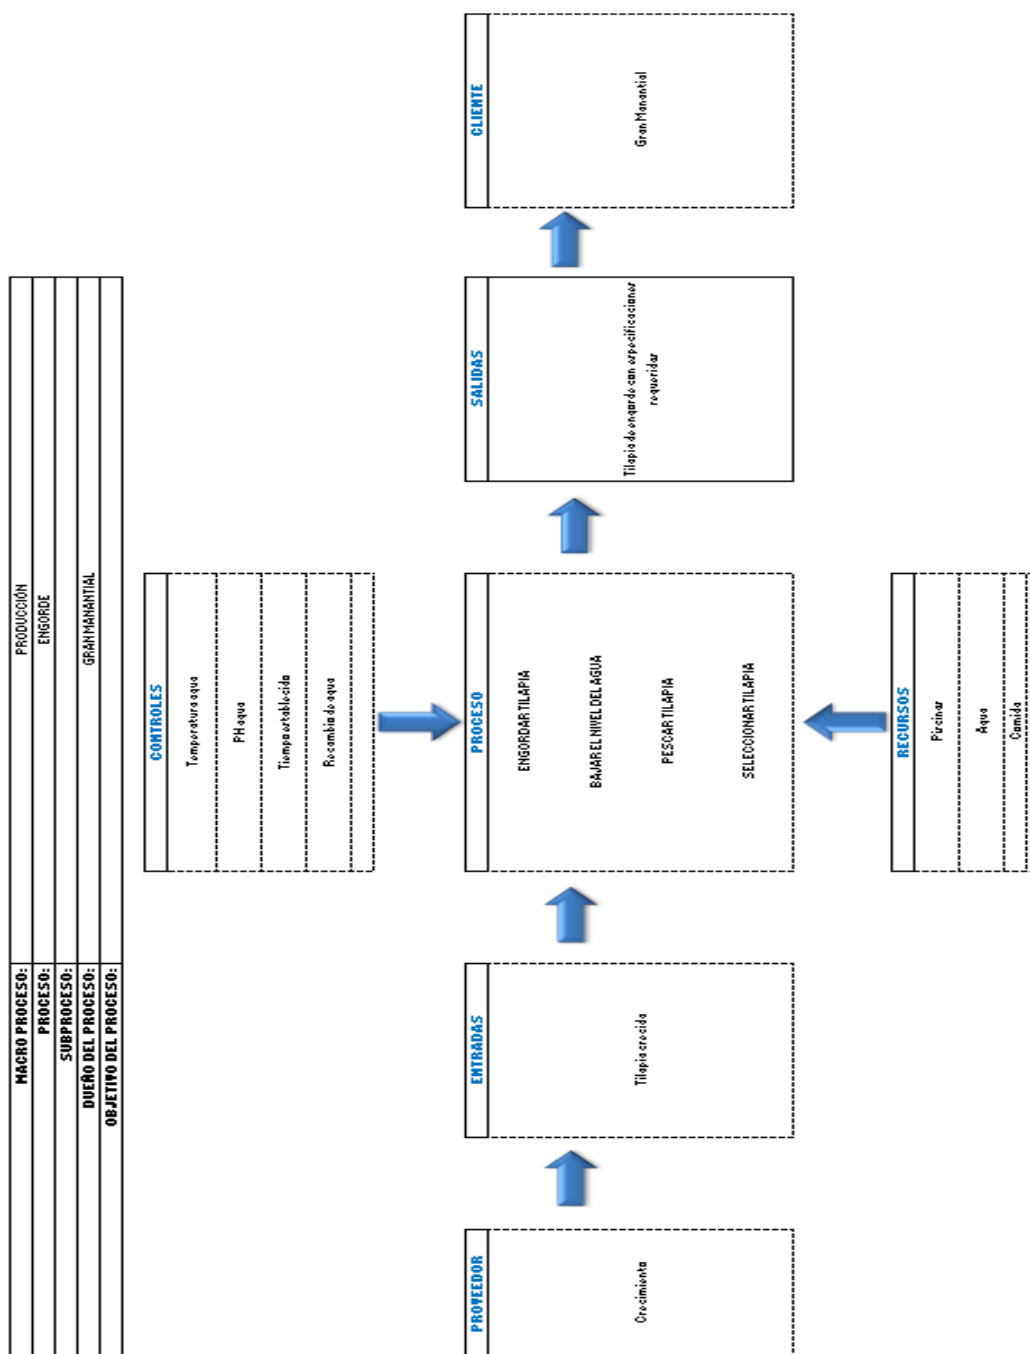 MACRO PROCESO: PRODUCCIÓN
PROCESO: ENGORDE
SUBPROCESO:
DUEÑO DEL PROCESO: GRAN MANANTIAL
OBJETIVO DEL PROCESO:
CONTROLES
Temperatura agua
PH agua
Tiempo establecido
Recambio de agua
PROVEEDOR
Crecimiento
ENTRADAS
Tilapia crecida
PROCESO
ENGORDAR TILAPIA
BAJAR EL NIVEL DEL AGUA
PESCAR TILAPIA
SELECCIONAR TILAPIA
SALIDAS
Tilapia de engorde con especificaciones
requeridas
CLIENTE
Gran Manantial
RECURSOS
Piscinas
Agua
Comida